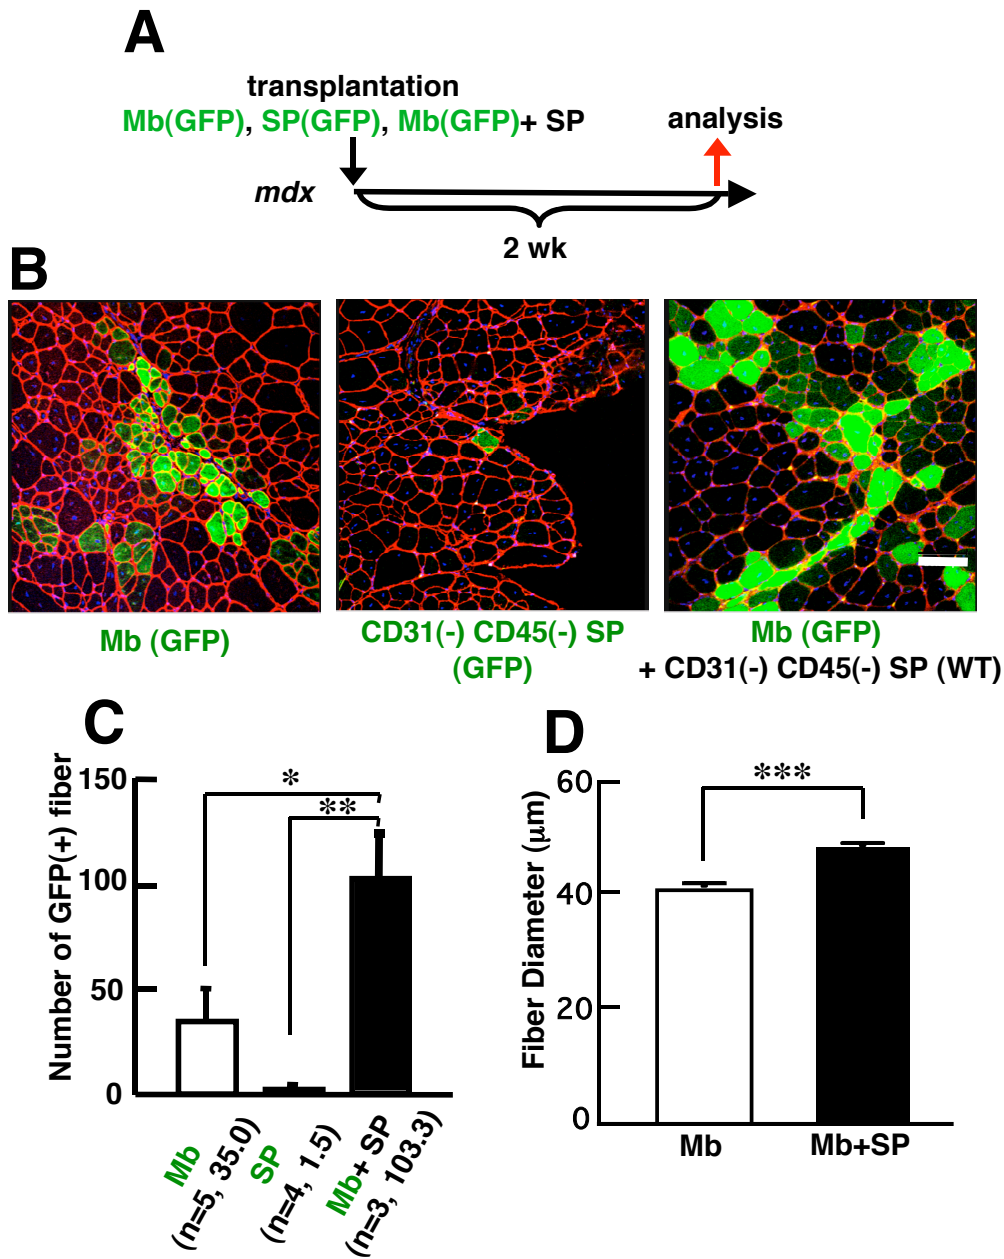 A
transplantation
Mb(GFP), SP(GFP), Mb(GFP)+ SP
analysis
mdx
2 wk
B
Mb (GFP)
CD31(-) CD45(-) SP
(GFP)
Mb (GFP)
+ CD31(-) CD45(-) SP (WT)
C
Number of GFP(+) fiber
150
100
50
0
*
**
Mb
(n=5, 35.0)
SP
(n=4, 1.5)
Mb+ SP
(n=3, 103.3)
D
Fiber Diameter (μm)
60
40
20
0
***
Mb
Mb+SP